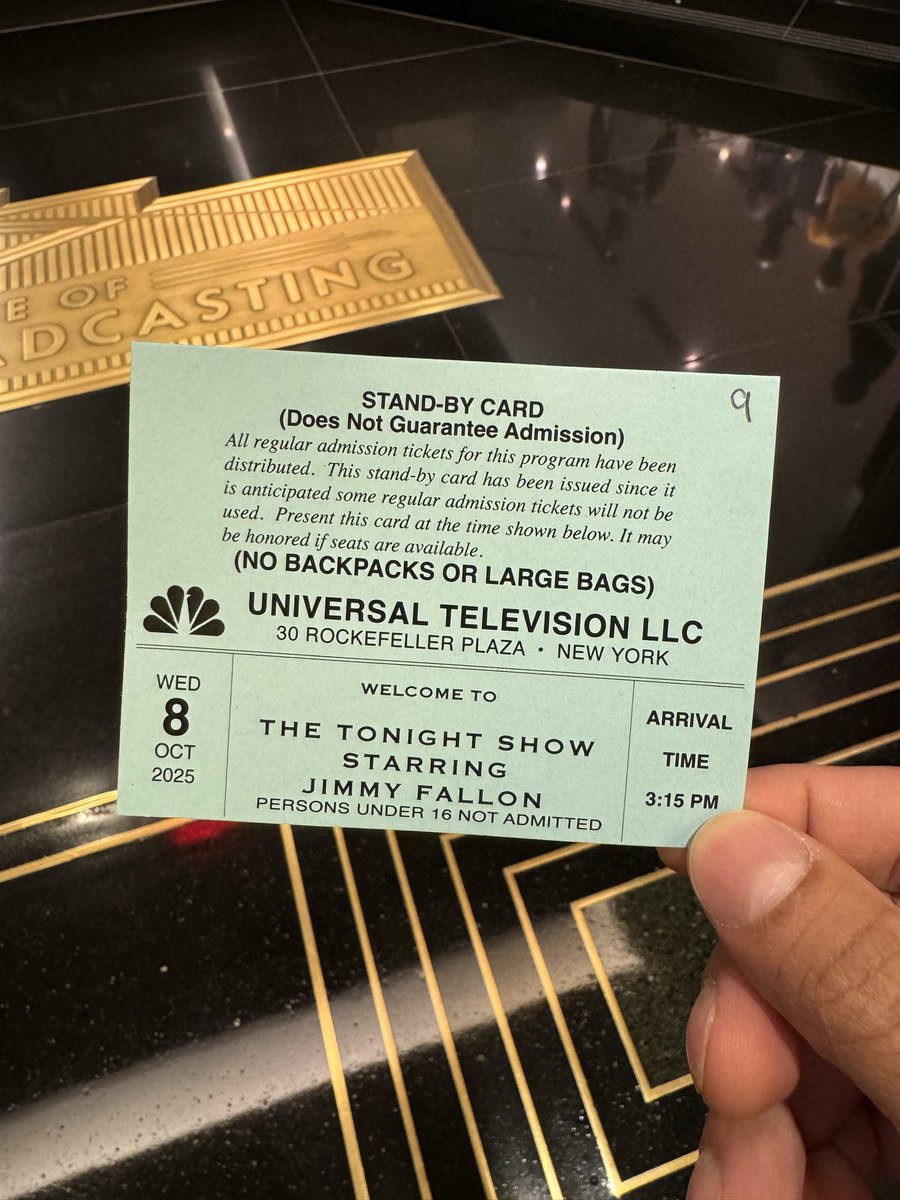 E OF
ADCASTING
9
STAND-BY CARD
(Does Not Guarantee Admission)
All regular admission tickets for this program have been
distributed. This stand-by card has been issued since it
is anticipated some regular admission tickets will not be
used. Present this card at the time shown below. It may
be honored if seats are available.
(NO BACKPACKS OR LARGE BAGS)
UNIVERSAL TELEVISION LLC
30 ROCKEFELLER PLAZA • NEW YORK
WED
8
OCT
2025
WELCOME TO
THE TONIGHT SHOW
STARRING
JIMMY FALLON
PERSONS UNDER 16 NOT ADMITTED
ARRIVAL
TIME
3:15 PM